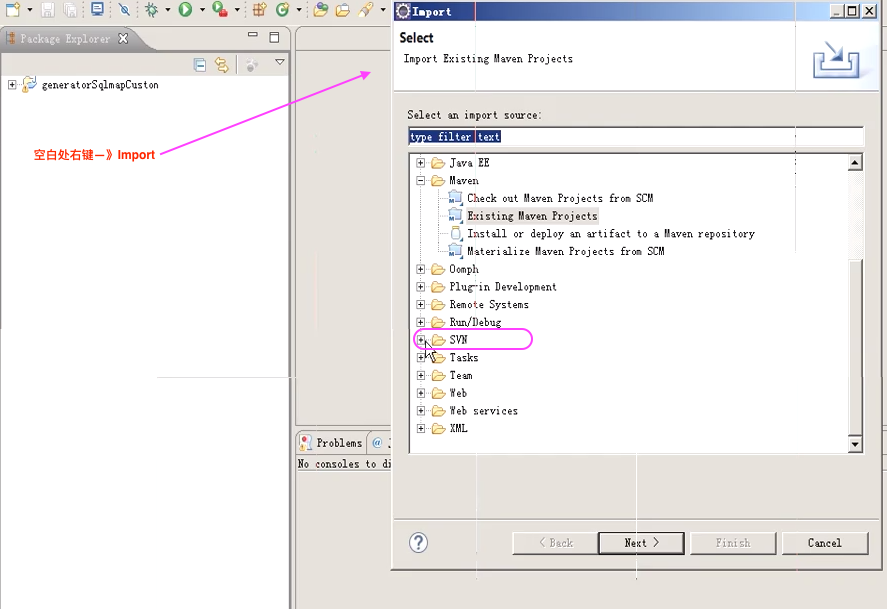 Import
Package Explorer
Select
Import Existing Maven Projects
generatorSqlmapCuston
Select an import source:
type filter text
空白处右键—》Import
Java EE
Maven
Check out Maven Projects from SCM
Existing Maven Projects
Install or deploy an artifact to a Maven repository
Materialize Maven Projects from SCM
Oomph
Plug-in Development
Remote Systems
Run/Debug
SVN
Tasks
Team
Web
Web services
XML
Problems
@
No consoles to di
? < Back Next > Finish Cancel